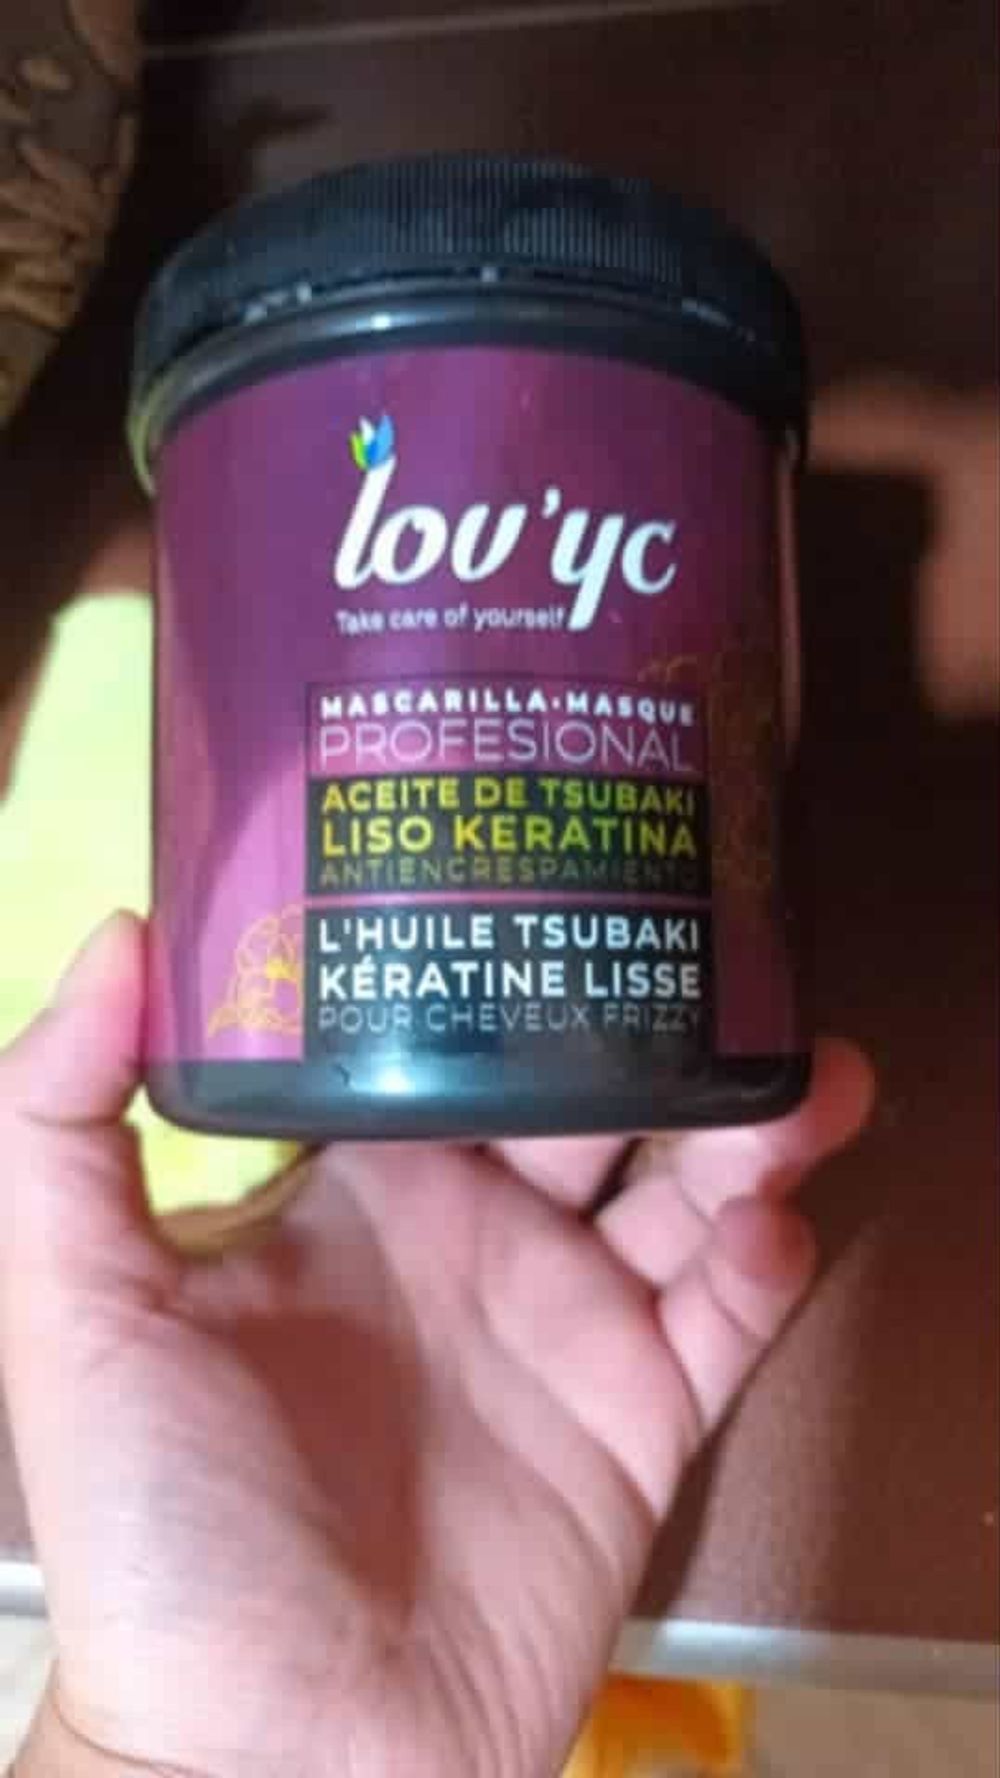 lov'yc
Take care of yourself
MASCARILLA·MASQUE
PROFESIONAL
ACEITE DE TSUBAKI
LISO KERATINA
ANTIENCRESPAMIENTO
L'HUILE TSUBAKI
KÉRATINE LISSE
POUR CHEVEUX FRIZZY